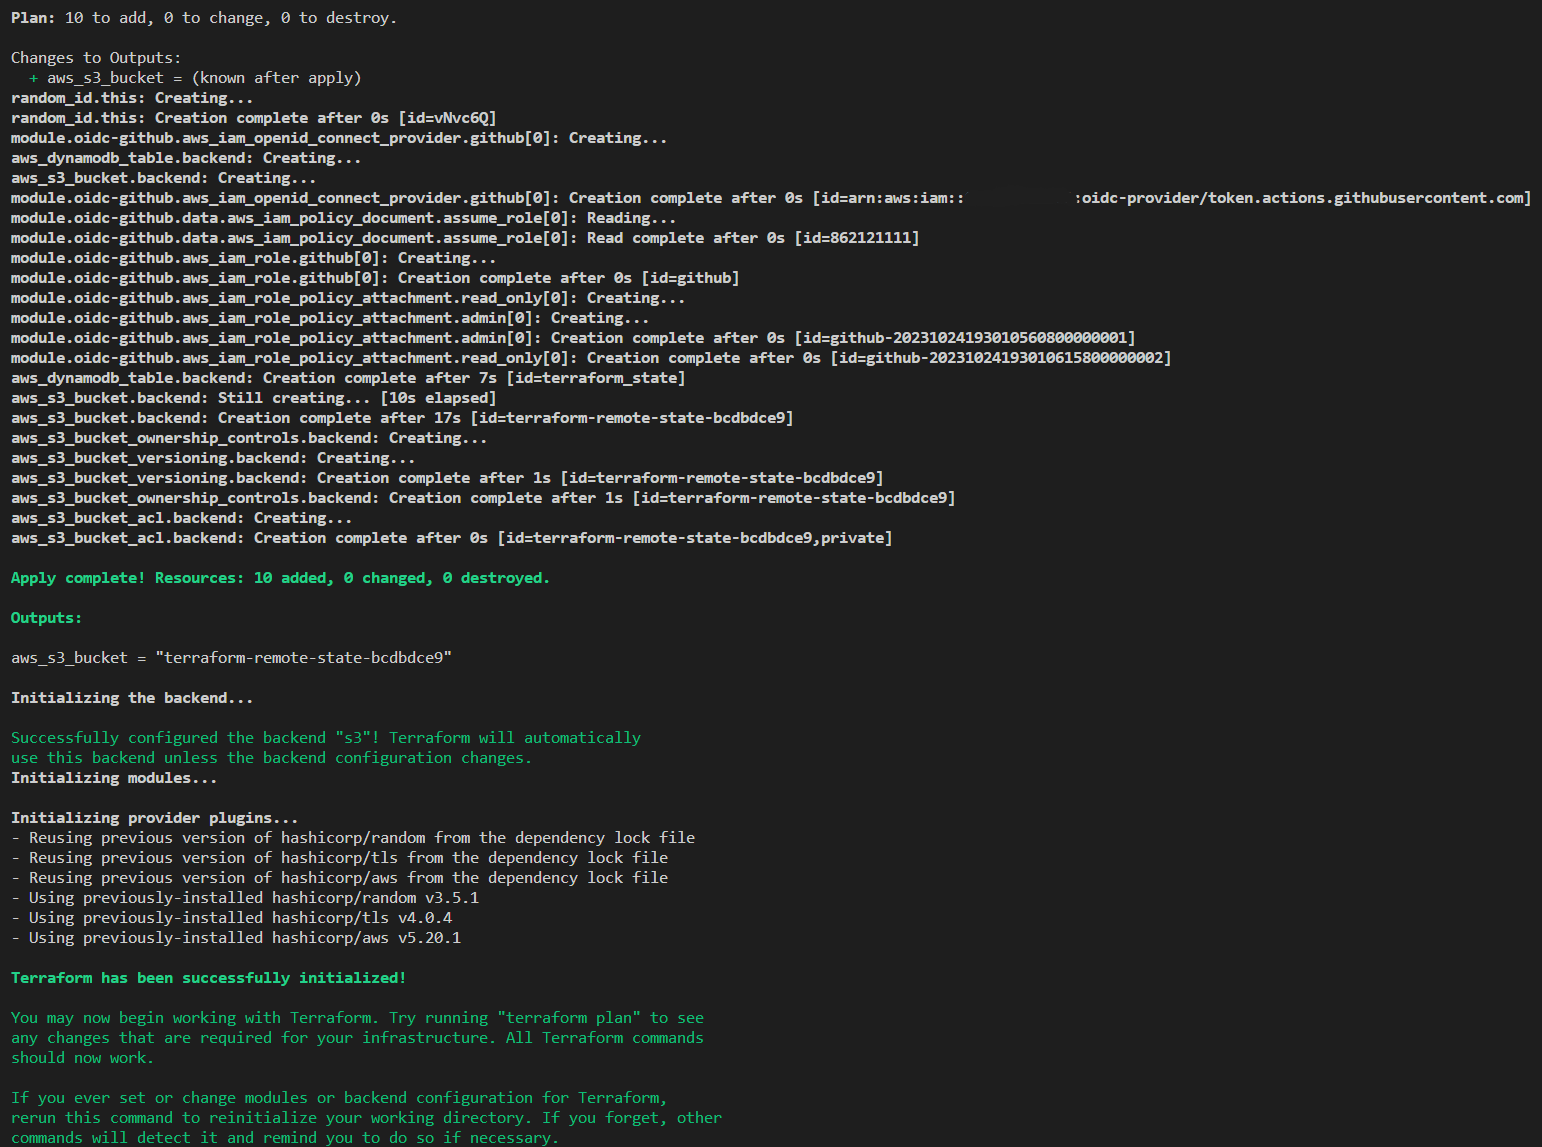 Plan: 10 to add, 0 to change, 0 to destroy.
Changes to Outputs:
+ aws_s3_bucket = (known after apply)
random_id.this: Creating...
random_id.this: Creation complete after 0s [id=vNvc6Q]
module.oidc-github.aws_iam_openid_connect_provider.github[0]: Creating...
aws_dynamodb_table.backend: Creating...
aws_s3_bucket.backend: Creating...
module.oidc-github.aws_iam_openid_connect_provider.github[0]: Creation complete after 0s [id=arn:aws:iam:: :oidc-provider/token.actions.githubusercontent.com]
module.oidc-github.data.aws_iam_policy_document.assume_role[0]: Reading...
module.oidc-github.data.aws_iam_policy_document.assume_role[0]: Read complete after 0s [id=862121111]
module.oidc-github.aws_iam_role.github[0]: Creating...
module.oidc-github.aws_iam_role.github[0]: Creation complete after 0s [id=github]
module.oidc-github.aws_iam_role_policy_attachment.read_only[0]: Creating...
module.oidc-github.aws_iam_role_policy_attachment.admin[0]: Creating...
module.oidc-github.aws_iam_role_policy_attachment.admin[0]: Creation complete after 0s [id=github-20231024193010560800000001]
module.oidc-github.aws_iam_role_policy_attachment.read_only[0]: Creation complete after 0s [id=github-20231024193010615800000002]
aws_dynamodb_table.backend: Creation complete after 7s [id=terraform_state]
aws_s3_bucket.backend: Still creating... [10s elapsed]
aws_s3_bucket.backend: Creation complete after 17s [id=terraform-remote-state-bcdbdce9]
aws_s3_bucket_ownership_controls.backend: Creating...
aws_s3_bucket_versioning.backend: Creating...
aws_s3_bucket_versioning.backend: Creation complete after 1s [id=terraform-remote-state-bcdbdce9]
aws_s3_bucket_ownership_controls.backend: Creation complete after 1s [id=terraform-remote-state-bcdbdce9]
aws_s3_bucket_acl.backend: Creating...
aws_s3_bucket_acl.backend: Creation complete after 0s [id=terraform-remote-state-bcdbdce9,private]
Apply complete! Resources: 10 added, 0 changed, 0 destroyed.
Outputs:
aws_s3_bucket = "terraform-remote-state-bcdbdce9"
Initializing the backend...
Successfully configured the backend "s3"! Terraform will automatically
use this backend unless the backend configuration changes.
Initializing modules...
Initializing provider plugins...
- Reusing previous version of hashicorp/random from the dependency lock file
- Reusing previous version of hashicorp/tls from the dependency lock file
- Reusing previous version of hashicorp/aws from the dependency lock file
- Using previously-installed hashicorp/random v3.5.1
- Using previously-installed hashicorp/tls v4.0.4
- Using previously-installed hashicorp/aws v5.20.1
Terraform has been successfully initialized!
You may now begin working with Terraform. Try running "terraform plan" to see
any changes that are required for your infrastructure. All Terraform commands
should now work.
If you ever set or change modules or backend configuration for Terraform,
rerun this command to reinitialize your working directory. If you forget, other
commands will detect it and remind you to do so if necessary.